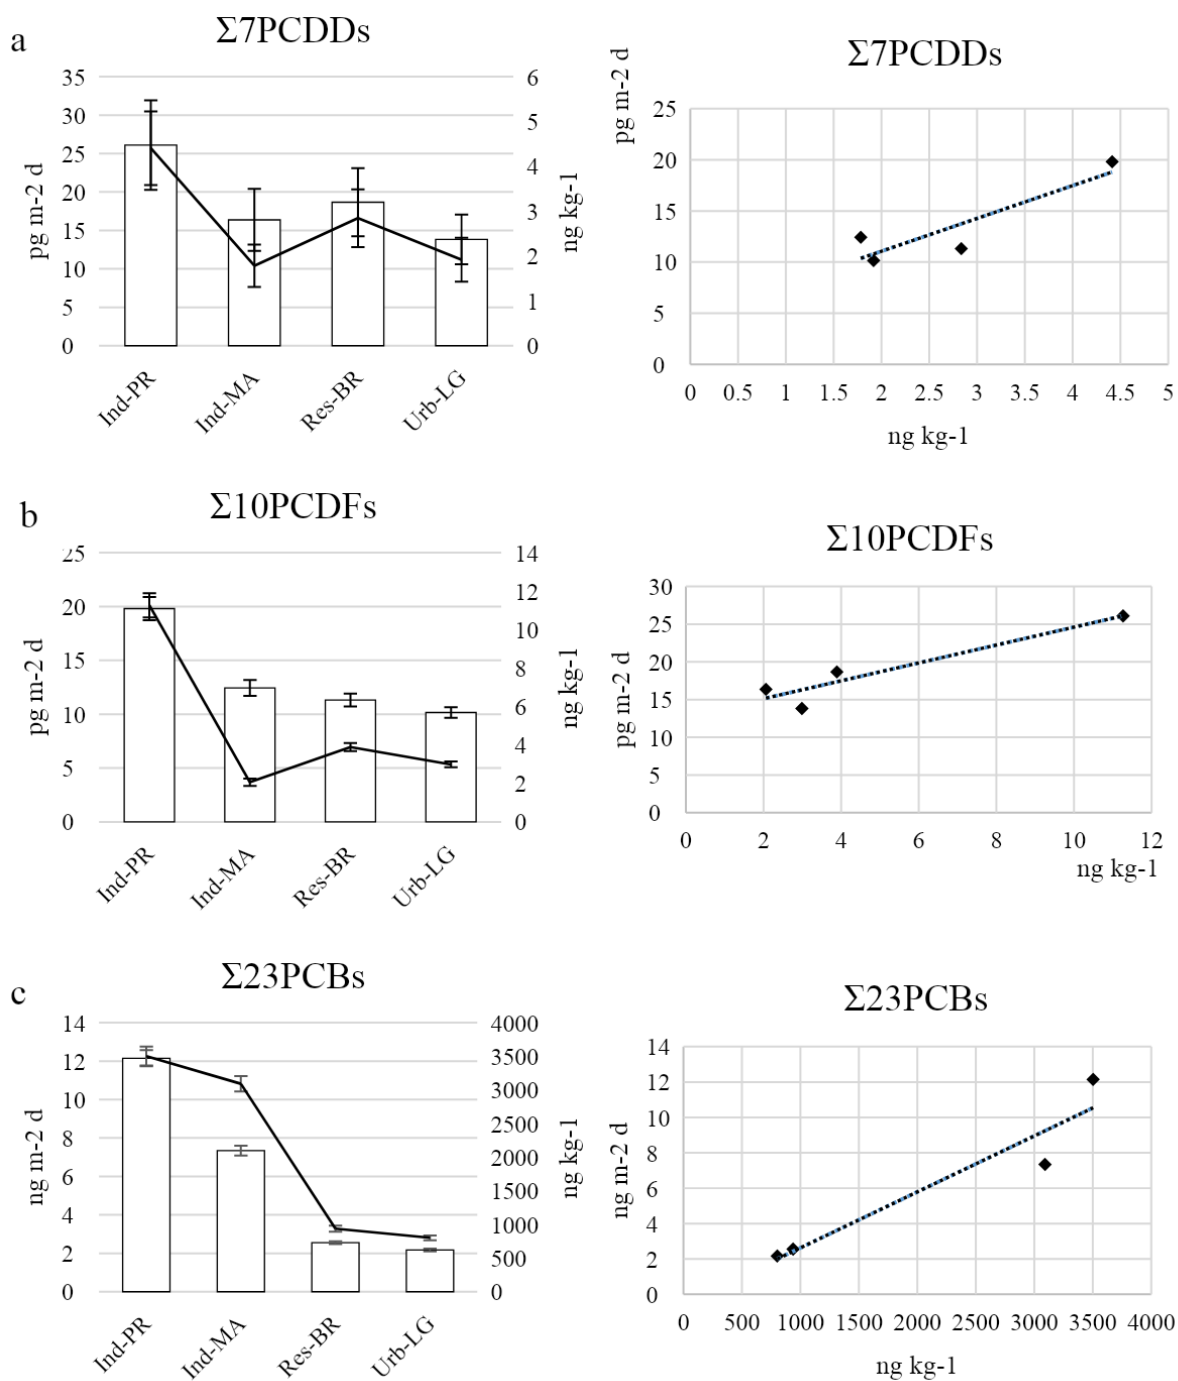 a
Σ7PCDDs
35
30
25
20
15
10
5
0
pg m-2 d
6
5
4
3
2
1
0
ng kg-1
Ind-PR
Ind-MA
Res-BR
Urb-LG
Σ7PCDDs
pg m-2 d
25
20
15
10
5
0
0 0.5 1 1.5 2 2.5 3 3.5 4 4.5 5
ng kg-1
b
Σ10PCDFs
25
20
15
10
5
0
pg m-2 d
14
12
10
8
6
4
2
0
ng kg-1
Ind-PR
Ind-MA
Res-BR
Urb-LG
Σ10PCDFs
pg m-2 d
30
25
20
15
10
5
0
0 2 4 6 8 10 12
ng kg-1
c
Σ23PCBs
14
12
10
8
6
4
2
0
ng m-2 d
4000
3500
3000
2500
2000
1500
1000
500
0
ng kg-1
Ind-PR
Ind-MA
Res-BR
Urb-LG
Σ23PCBs
ng m-2 d
14
12
10
8
6
4
2
0
0 500 1000 1500 2000 2500 3000 3500 4000
ng kg-1